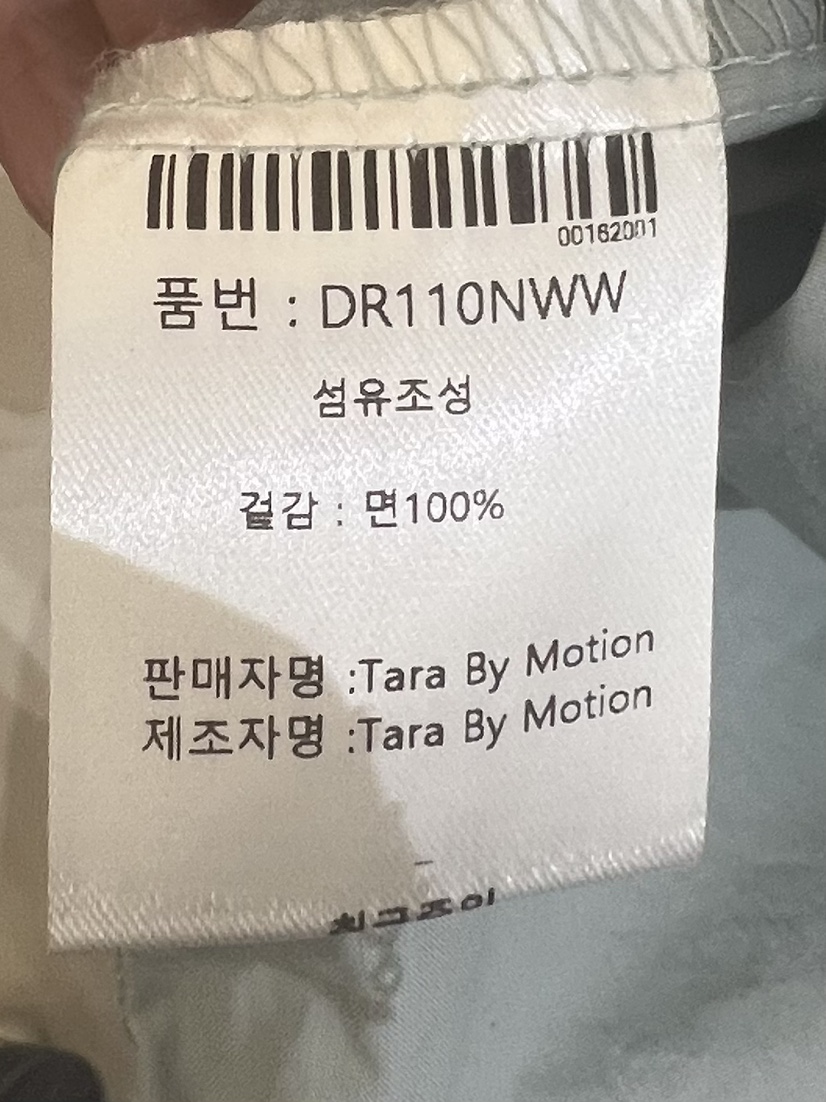 00162001
품번 : DR110NWW
섬유조성
겉감 : 면100%
판매자명 :Tara By Motion
제조자명 :Tara By Motion